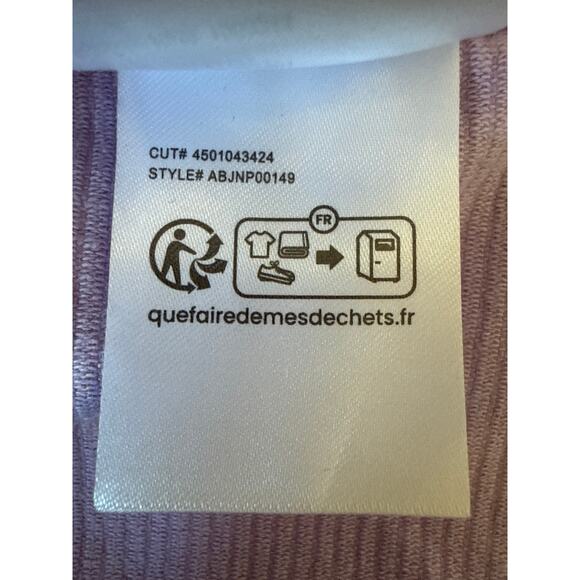 CUT# 4501043424
STYLE# ABJNP00149
FR
quefairedemesdechets.fr